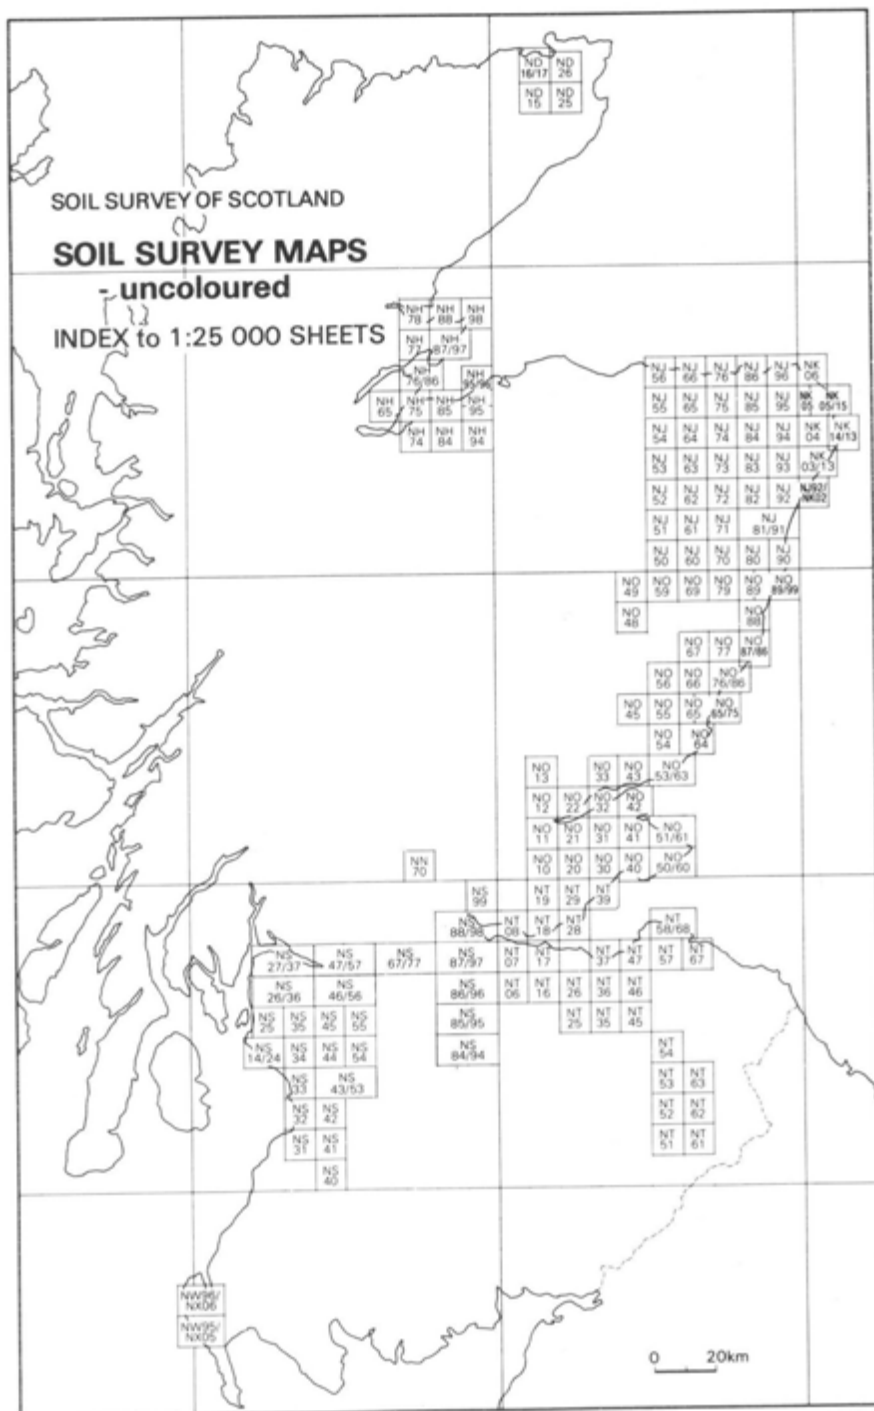 ND 16/17
ND 26
ND 15
ND 25
SOIL SURVEY OF SCOTLAND
SOIL SURVEY MAPS
- uncoloured
INDEX to 1:25 000 SHEETS
NH 78
NH 88
NH 98
NH 77
NH 87/97
NH 76/86
NH 95/96
NH 65
NH 75
NH 85
NH 95
NH 74
NH 84
NH 94
NJ 56
NJ 66
NJ 76
NJ 86
NJ 96
NK 06
NJ 55
NJ 65
NJ 75
NJ 85
NJ 95
NK 05
NK 05/15
NJ 54
NJ 64
NJ 74
NJ 84
NJ 94
NK 04
NK 14/13
NJ 53
NJ 63
NJ 73
NJ 83
NJ 93
NK 03/13
NJ 52
NJ 62
NJ 72
NJ 82
NJ 92
NJ92/ NK02
NJ 51
NJ 61
NJ 71
NJ 81/91
NJ 50
NJ 60
NJ 70
NJ 80
NJ 90
NO 49
NO 59
NO 69
NO 79
NO 89
NO 89/99
NO 48
NO 88
NO 67
NO 77
NO 87/86
NO 56
NO 66
NO 76/86
NO 45
NO 55
NO 65
NO 65/75
NO 54
NO 64
NO 13
NO 33
NO 43
NO 53/63
NO 12
NO 22
NO 32
NO 42
NO 11
NO 21
NO 31
NO 41
NO 51/61
NN 70
NO 10
NO 20
NO 30
NO 40
NO 50/60
NS 99
NT 19
NT 29
NT 39
NS 88/98
NT 08
NT 18
NT 28
NT 58/68
NS 27/37
NS 47/57
NS 67/77
NS 87/97
NT 07
NT 17
NT 37
NT 47
NT 57
NT 67
NS 26/36
NS 46/56
NS 86/96
NT 06
NT 16
NT 26
NT 36
NT 46
NS 25
NS 35
NS 45
NS 55
NS 85/95
NT 25
NT 35
NT 45
NS 14/24
NS 34
NS 44
NS 54
NS 84/94
NT 54
NS 33
NS 43/53
NT 53
NT 63
NS 32
NS 42
NT 52
NT 62
NS 31
NS 41
NT 51
NT 61
NS 40
NW96/ NX06
NW95/ NX05
0 20km